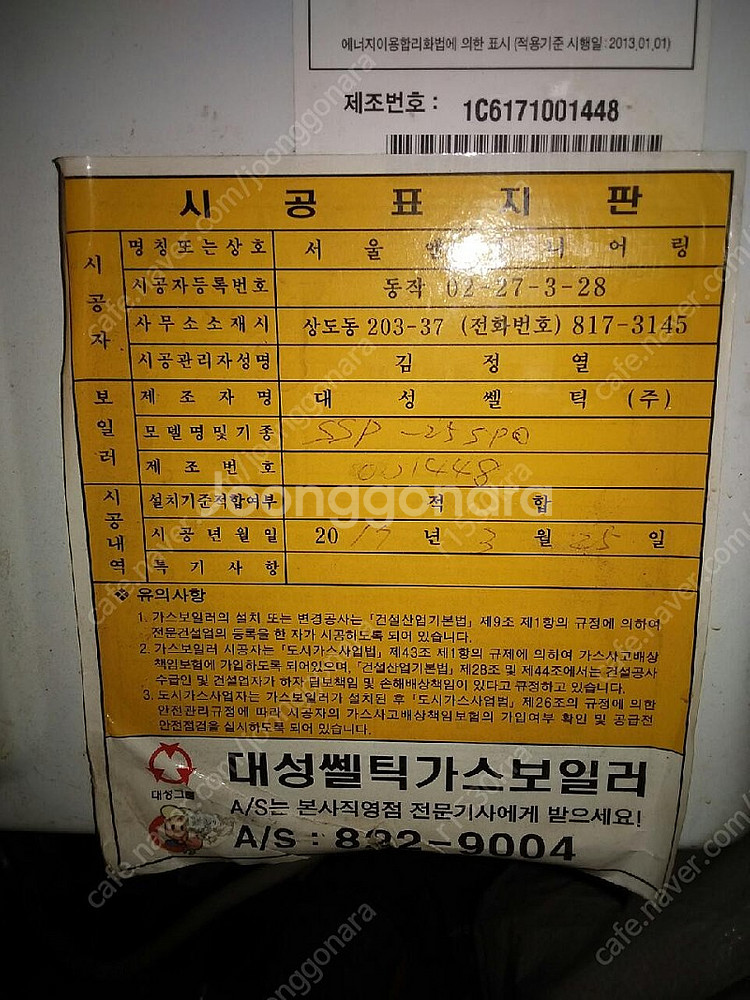 에너지이용합리화법에 의한 표시 (적용기준 시행일 : 2013.01.01)
제조번호 : 1C6171001448
시 공 표 지 판
시공자
명칭또는상호 서 울 엔 니 어 링
시공자등록번호 동작 02-27-3-28
사무소소재시 상도동 203-37 (전화번호) 817-3145
시공관리자성명 김 정 열
보일러
제 조 자 명 대 성 쎌 틱 (주)
모델명및기종
제 조 번 호 001448
시공내역
설치기준적합여부 적 합
시 공 년 월 일 2017 년 3 월 25 일
특 기 사 항
※ 유의사항
1. 가스보일러의 설치 또는 변경공사는 「건설산업기본법」 제9조 제1항의 규정에 의하여
전문건설업의 등록을 한 자가 시공하도록 되어 있습니다.
2. 가스보일러 시공자는 「도시가스사업법」 제43조 제1항의 규제에 의하여 가스사고배상
책임보험에 가입하도록 되어있으며, 「건설산업기본법」 제28조 및 제44조에서는 건설공사
수급인 및 건설업자가 하자 담보책임 및 손해배상책임이 있다고 규정하고 있습니다.
3. 도시가스사업자는 가스보일러가 설치된 후 「도시가스사업법」 제26조의 규정에 의한
안전관리규정에 따라 시공자의 가스사고배상책임보험의 가입여부 확인 및 공급전
안전점검을 실시하도록 되어 있습니다.
대성그룹
대성쎌틱가스보일러
A/S는 본사직영점 전문기사에게 받으세요!
A/S : 892-9004
Joonggonara
cafe.naver.com/joonggonara